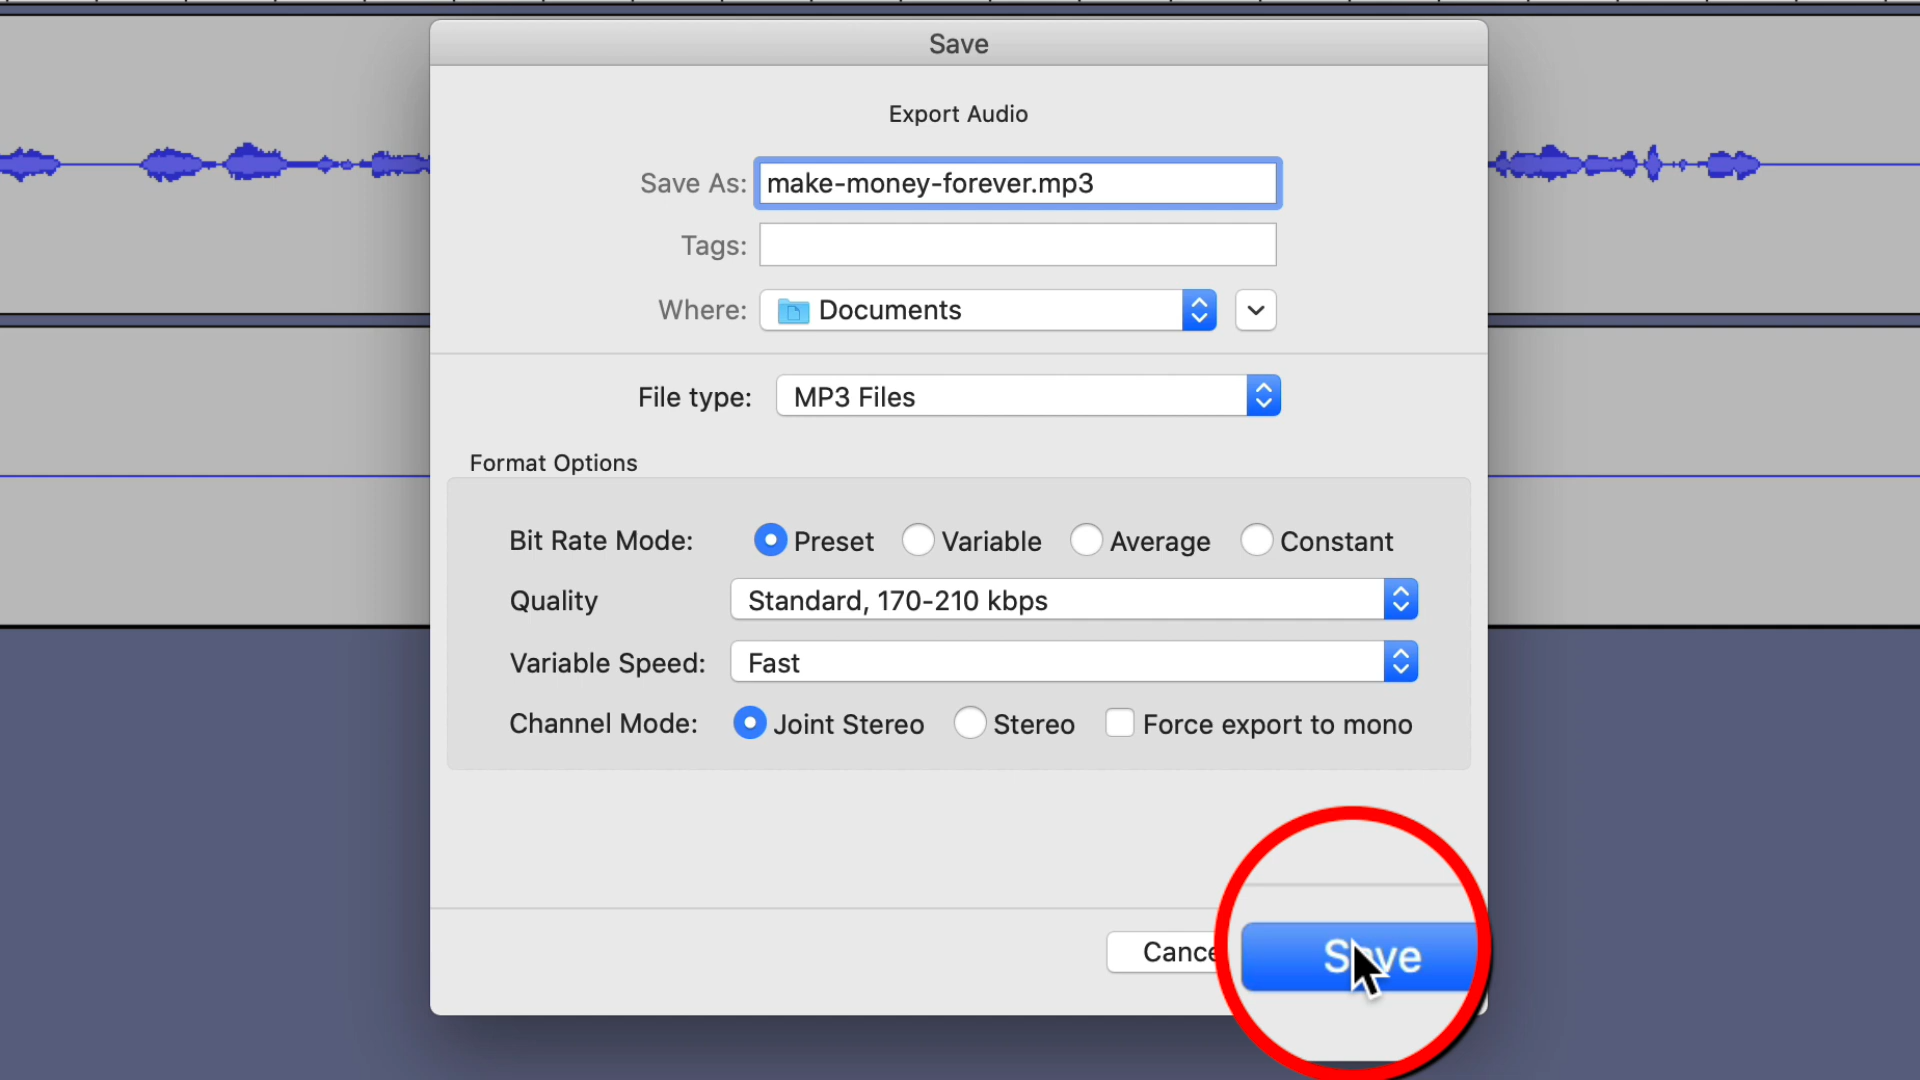 Save
Export Audio
Save As: make-money-forever.mp3
Tags:
Where: Documents
File type: MP3 Files
Format Options
Bit Rate Mode: Preset Variable Average Constant
Quality Standard, 170-210 kbps
Variable Speed: Fast
Channel Mode: Joint Stereo Stereo Force export to mono
Cance Save